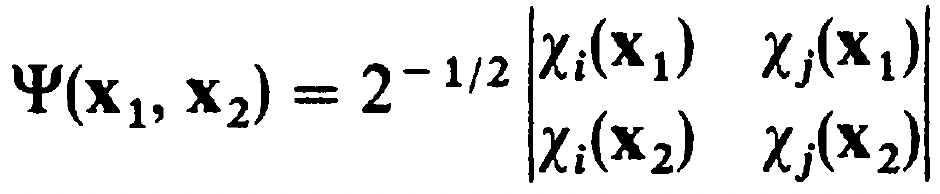 Ψ(x₁, x₂) = 2⁻¹/² |χᵢ(x₁) χⱼ(x₁)|
|χᵢ(x₂) χⱼ(x₂)|